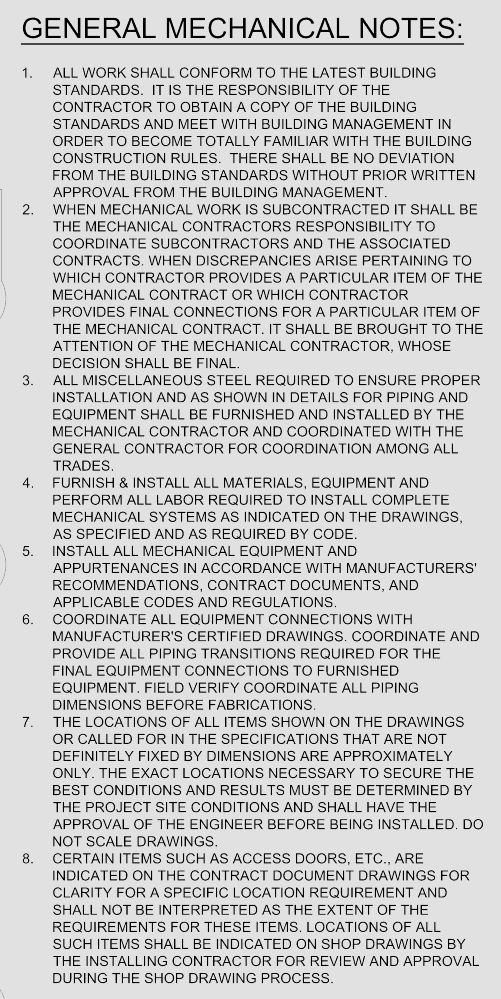 GENERAL MECHANICAL NOTES:
1. ALL WORK SHALL CONFORM TO THE LATEST BUILDING
STANDARDS. IT IS THE RESPONSIBILITY OF THE
CONTRACTOR TO OBTAIN A COPY OF THE BUILDING
STANDARDS AND MEET WITH BUILDING MANAGEMENT IN
ORDER TO BECOME TOTALLY FAMILIAR WITH THE BUILDING
CONSTRUCTION RULES. THERE SHALL BE NO DEVIATION
FROM THE BUILDING STANDARDS WITHOUT PRIOR WRITTEN
APPROVAL FROM THE BUILDING MANAGEMENT.
2. WHEN MECHANICAL WORK IS SUBCONTRACTED IT SHALL BE
THE MECHANICAL CONTRACTORS RESPONSIBILITY TO
COORDINATE SUBCONTRACTORS AND THE ASSOCIATED
CONTRACTS. WHEN DISCREPANCIES ARISE PERTAINING TO
WHICH CONTRACTOR PROVIDES A PARTICULAR ITEM OF THE
MECHANICAL CONTRACT OR WHICH CONTRACTOR
PROVIDES FINAL CONNECTIONS FOR A PARTICULAR ITEM OF
THE MECHANICAL CONTRACT. IT SHALL BE BROUGHT TO THE
ATTENTION OF THE MECHANICAL CONTRACTOR, WHOSE
DECISION SHALL BE FINAL.
3. ALL MISCELLANEOUS STEEL REQUIRED TO ENSURE PROPER
INSTALLATION AND AS SHOWN IN DETAILS FOR PIPING AND
EQUIPMENT SHALL BE FURNISHED AND INSTALLED BY THE
MECHANICAL CONTRACTOR AND COORDINATED WITH THE
GENERAL CONTRACTOR FOR COORDINATION AMONG ALL
TRADES.
4. FURNISH & INSTALL ALL MATERIALS, EQUIPMENT AND
PERFORM ALL LABOR REQUIRED TO INSTALL COMPLETE
MECHANICAL SYSTEMS AS INDICATED ON THE DRAWINGS,
AS SPECIFIED AND AS REQUIRED BY CODE.
5. INSTALL ALL MECHANICAL EQUIPMENT AND
APPURTENANCES IN ACCORDANCE WITH MANUFACTURERS'
RECOMMENDATIONS, CONTRACT DOCUMENTS, AND
APPLICABLE CODES AND REGULATIONS.
6. COORDINATE ALL EQUIPMENT CONNECTIONS WITH
MANUFACTURER'S CERTIFIED DRAWINGS. COORDINATE AND
PROVIDE ALL PIPING TRANSITIONS REQUIRED FOR THE
FINAL EQUIPMENT CONNECTIONS TO FURNISHED
EQUIPMENT. FIELD VERIFY COORDINATE ALL PIPING
DIMENSIONS BEFORE FABRICATIONS.
7. THE LOCATIONS OF ALL ITEMS SHOWN ON THE DRAWINGS
OR CALLED FOR IN THE SPECIFICATIONS THAT ARE NOT
DEFINITELY FIXED BY DIMENSIONS ARE APPROXIMATELY
ONLY. THE EXACT LOCATIONS NECESSARY TO SECURE THE
BEST CONDITIONS AND RESULTS MUST BE DETERMINED BY
THE PROJECT SITE CONDITIONS AND SHALL HAVE THE
APPROVAL OF THE ENGINEER BEFORE BEING INSTALLED. DO
NOT SCALE DRAWINGS.
8. CERTAIN ITEMS SUCH AS ACCESS DOORS, ETC., ARE
INDICATED ON THE CONTRACT DOCUMENT DRAWINGS FOR
CLARITY FOR A SPECIFIC LOCATION REQUIREMENT AND
SHALL NOT BE INTERPRETED AS THE EXTENT OF THE
REQUIREMENTS FOR THESE ITEMS. LOCATIONS OF ALL
SUCH ITEMS SHALL BE INDICATED ON SHOP DRAWINGS BY
THE INSTALLING CONTRACTOR FOR REVIEW AND APPROVAL
DURING THE SHOP DRAWING PROCESS.